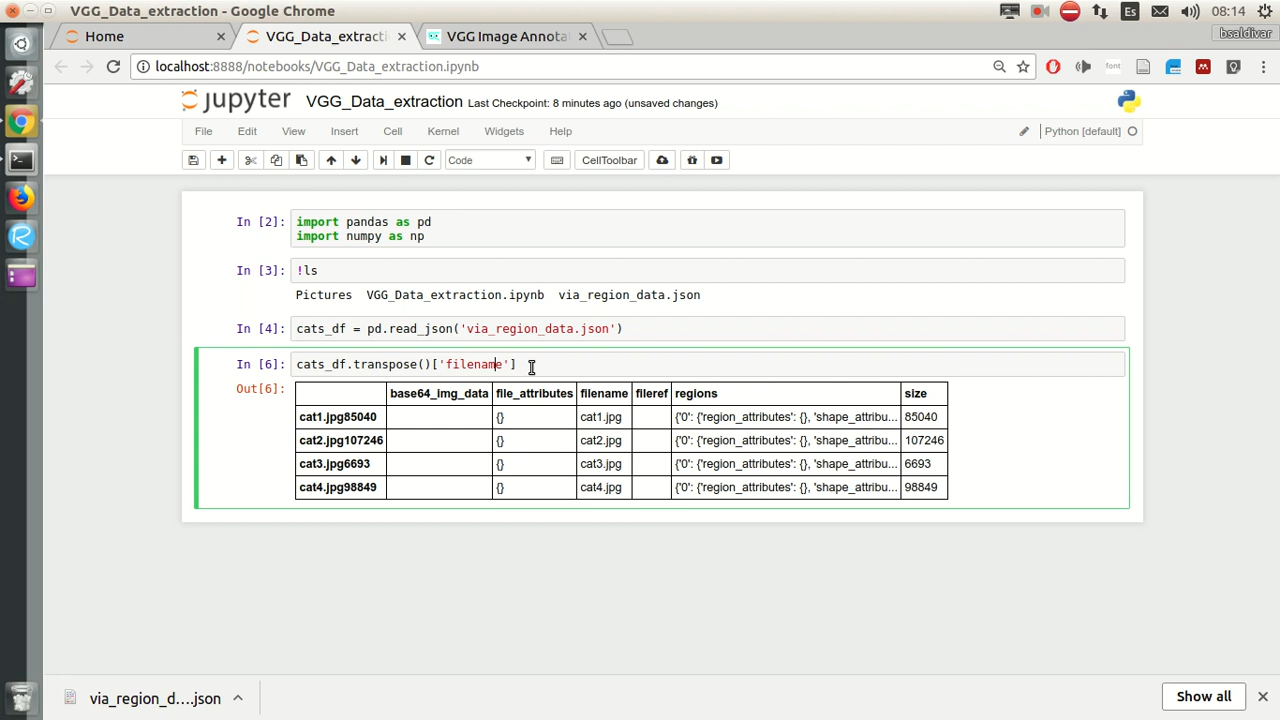 VGG_Data_extraction - Google Chrome
Es
08:14
Home
VGG_Data_extracti
VGG Image Annota
bsaldivar
localhost:8888/notebooks/VGG_Data_extraction.ipynb
font
jupyter VGG_Data_extraction Last Checkpoint: 8 minutes ago (unsaved changes)
File Edit View Insert Cell Kernel Widgets Help
Python [default]
Code
CellToolbar
In [2]:
import pandas as pd
import numpy as np
In [3]:
!ls
Pictures VGG_Data_extraction.ipynb via_region_data.json
In [4]:
cats_df = pd.read_json('via_region_data.json')
In [6]:
cats_df.transpose()['filename']
Out[6]:
base64_img_data file_attributes filename fileref regions size
cat1.jpg85040 {} cat1.jpg {'0': {'region_attributes': {}, 'shape_attribu... 85040
cat2.jpg107246 {} cat2.jpg {'0': {'region_attributes': {}, 'shape_attribu... 107246
cat3.jpg6693 {} cat3.jpg {'0': {'region_attributes': {}, 'shape_attribu... 6693
cat4.jpg98849 {} cat4.jpg {'0': {'region_attributes': {}, 'shape_attribu... 98849
via_region_d....json
Show all